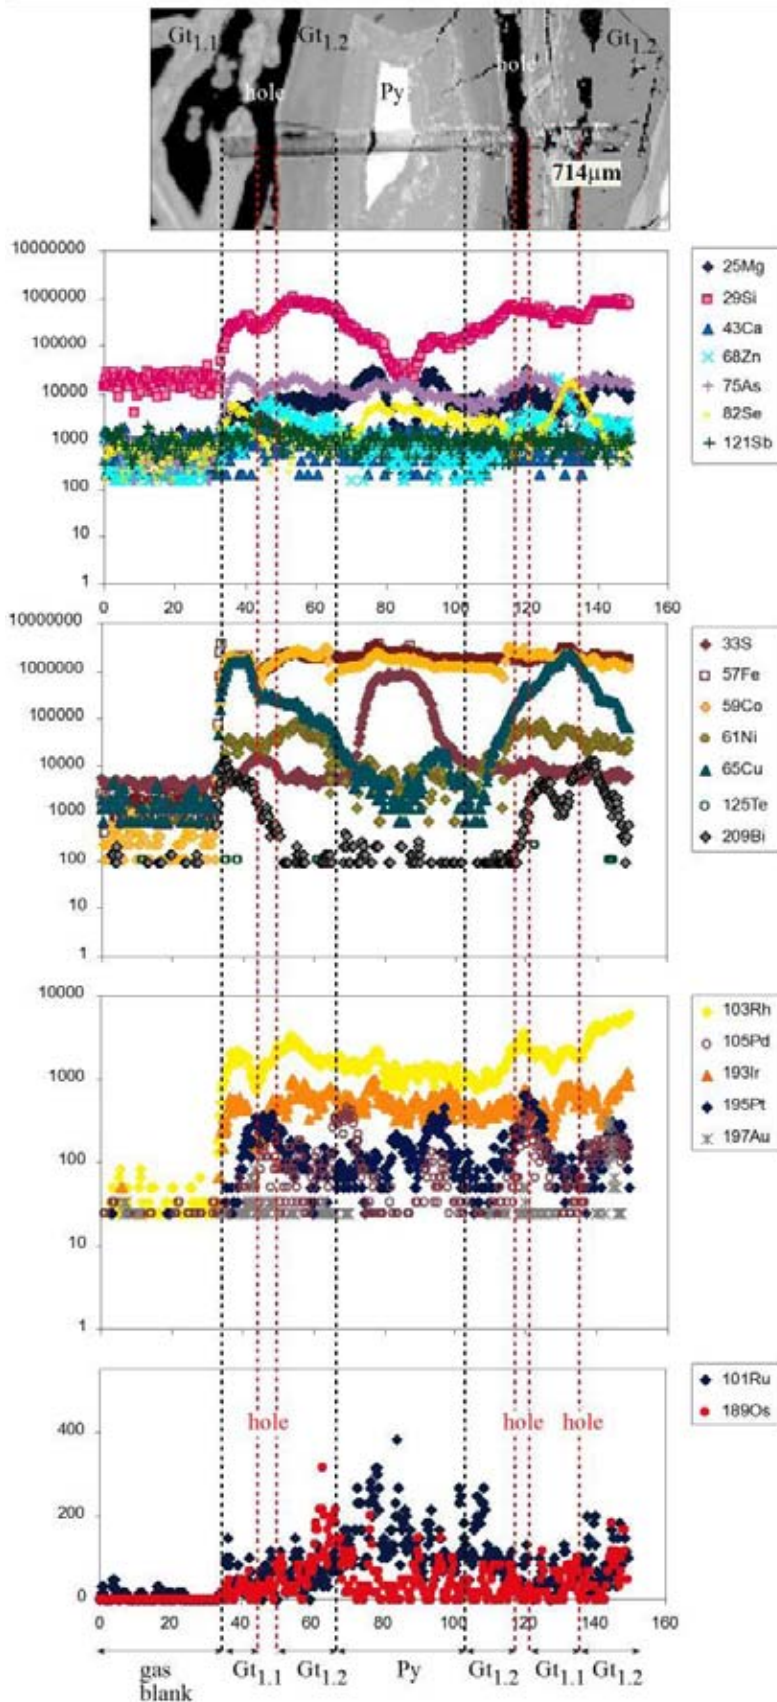 Gt1.1
Gt1.2
Gt1.2
hole
hole
Py
714µm
10000000
1000000
100000
10000
1000
100
10
1
0 20 40 60 80 100 120 140 160
25Mg
29Si
43Ca
68Zn
75As
82Se
121Sb
10000000
1000000
100000
10000
1000
100
10
1
33S
57Fe
59Co
61Ni
65Cu
125Te
209Bi
10000
1000
100
10
1
103Rh
105Pd
193Ir
195Pt
197Au
400
200
0
hole hole hole
101Ru
189Os
0 20 40 60 80 100 120 140 160
gas blank
Gt1.1 Gt1.2 Py Gt1.2 Gt1.1 Gt1.2